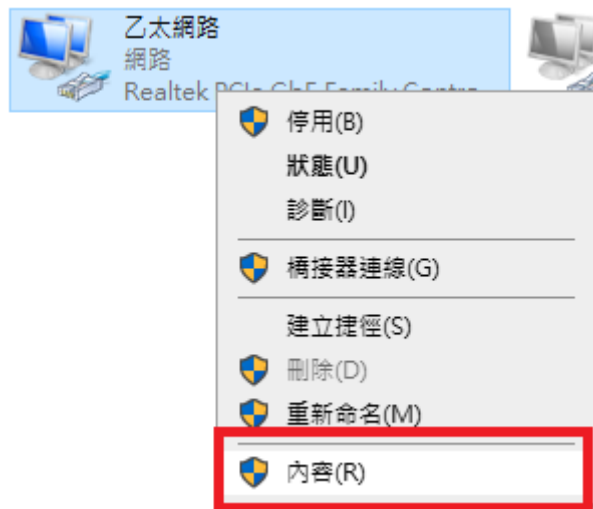 乙太網路
網路
Realtek PCIe GbE Family Contro...
停用(B)
狀態(U)
診斷(I)
橋接器連線(G)
建立捷徑(S)
刪除(D)
重新命名(M)
內容(R)